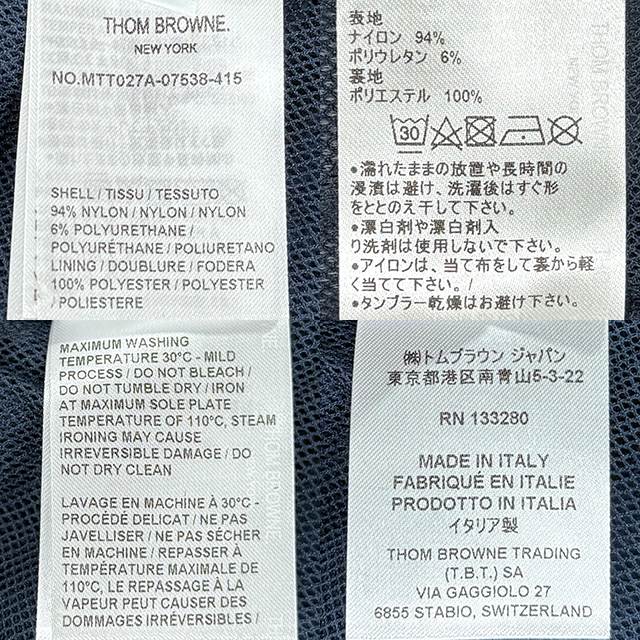 THOM BROWNE.
NEW YORK
NO.MTT027A-07538-415
SHELL / TISSU / TESSUTO
94% NYLON / NYLON / NYLON
6% POLYURETHANE /
POLYURÉTHANE / POLIURETANO
LINING / DOUBLURE / FODERA
100% POLYESTER / POLYESTER
/ POLIESTERE
表地
ナイロン 94%
ポリウレタン 6%
裏地
ポリエステル 100%
30
●濡れたままの放置や長時間の
浸漬は避け、洗濯後はすぐ形
をととのえ干して下さい。
●漂白剤や漂白剤入
り洗剤は使用しないで下さい。
●アイロンは、当て布をして裏から軽
く当てて下さい。/
●タンブラー乾燥はお避け下さい。
THOM BROWNE
NEW YORK
MAXIMUM WASHING
TEMPERATURE 30°C - MILD
PROCESS / DO NOT BLEACH /
DO NOT TUMBLE DRY / IRON
AT MAXIMUM SOLE PLATE
TEMPERATURE OF 110°C, STEAM
IRONING MAY CAUSE
IRREVERSIBLE DAMAGE / DO
NOT DRY CLEAN
LAVAGE EN MACHINE À 30°C -
PROCÉDÉ DELICAT / NE PAS
JAVELLISER / NE PAS SÉCHER
EN MACHINE / REPASSER À
TEMPÉRATURE MAXIMALE DE
110°C, LE REPASSAGE À LA
VAPEUR PEUT CAUSER DES
DOMMAGES IRRÉVERSIBLES /
THOM BROWNE
㈱トムブラウン ジャパン
東京都港区南青山5-3-22
RN 133280
MADE IN ITALY
FABRIQUÉ EN ITALIE
PRODOTTO IN ITALIA
イタリア製
THOM BROWNE TRADING
(T.B.T.) SA
VIA GAGGIOLO 27
6855 STABIO, SWITZERLAND